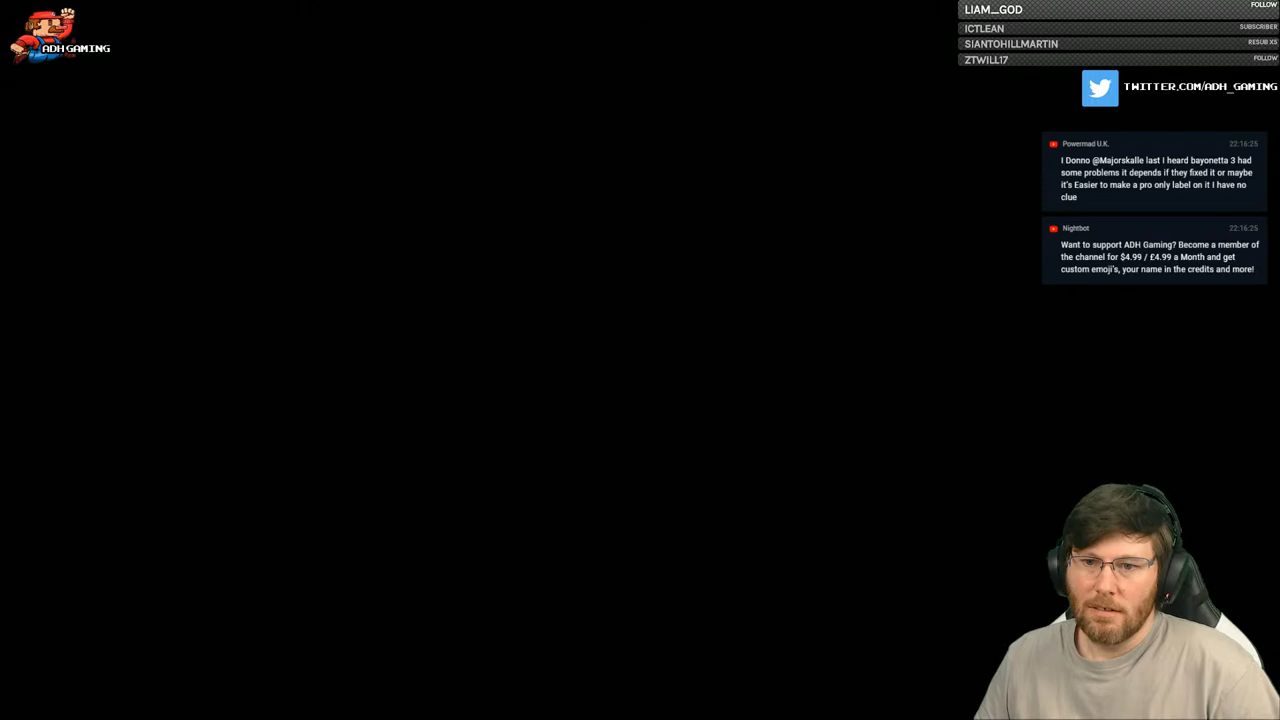 ADH GAMING
LIAM__GOD FOLLOW
ICTLEAN SUBSCRIBER
SIANTOHILLMARTIN RESUB X5
ZTWILL17 FOLLOW
TWITTER.COM/ADH_GAMING
Powermad U.K. 22:16:25
I Donno @Majorskalle last I heard bayonetta 3 had
some problems it depends if they fixed it or maybe
it's Easier to make a pro only label on it I have no
clue
Nightbot 22:16:25
Want to support ADH Gaming? Become a member of
the channel for $4.99 / £4.99 a Month and get
custom emoji's, your name in the credits and more!